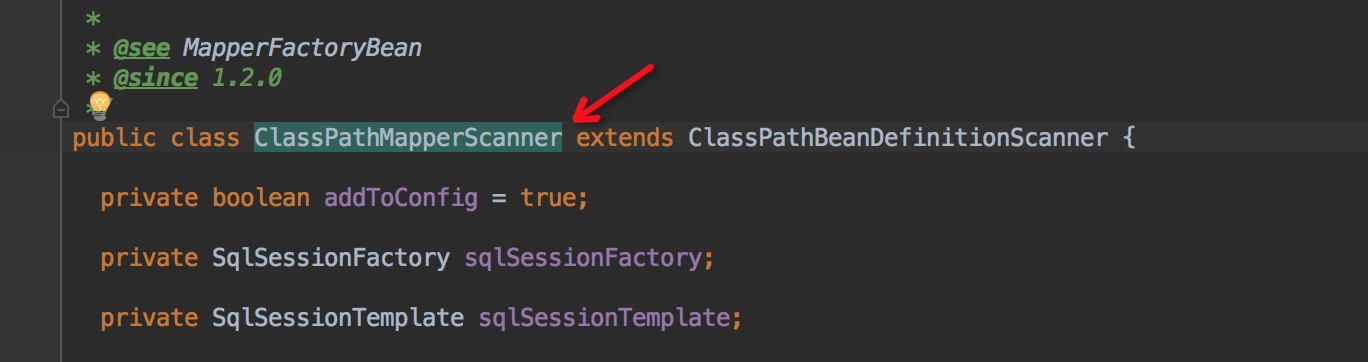 *
* @see MapperFactoryBean
* @since 1.2.0
*/
public class ClassPathMapperScanner extends ClassPathBeanDefinitionScanner {
private boolean addToConfig = true;
private SqlSessionFactory sqlSessionFactory;
private SqlSessionTemplate sqlSessionTemplate;